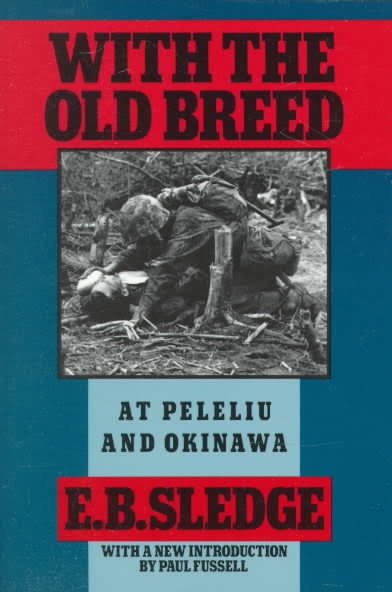 WITH THE
OLD BREED
AT PELELIU
AND OKINAWA
E.B.SLEDGE
WITH A NEW INTRODUCTION
BY PAUL FUSSELL